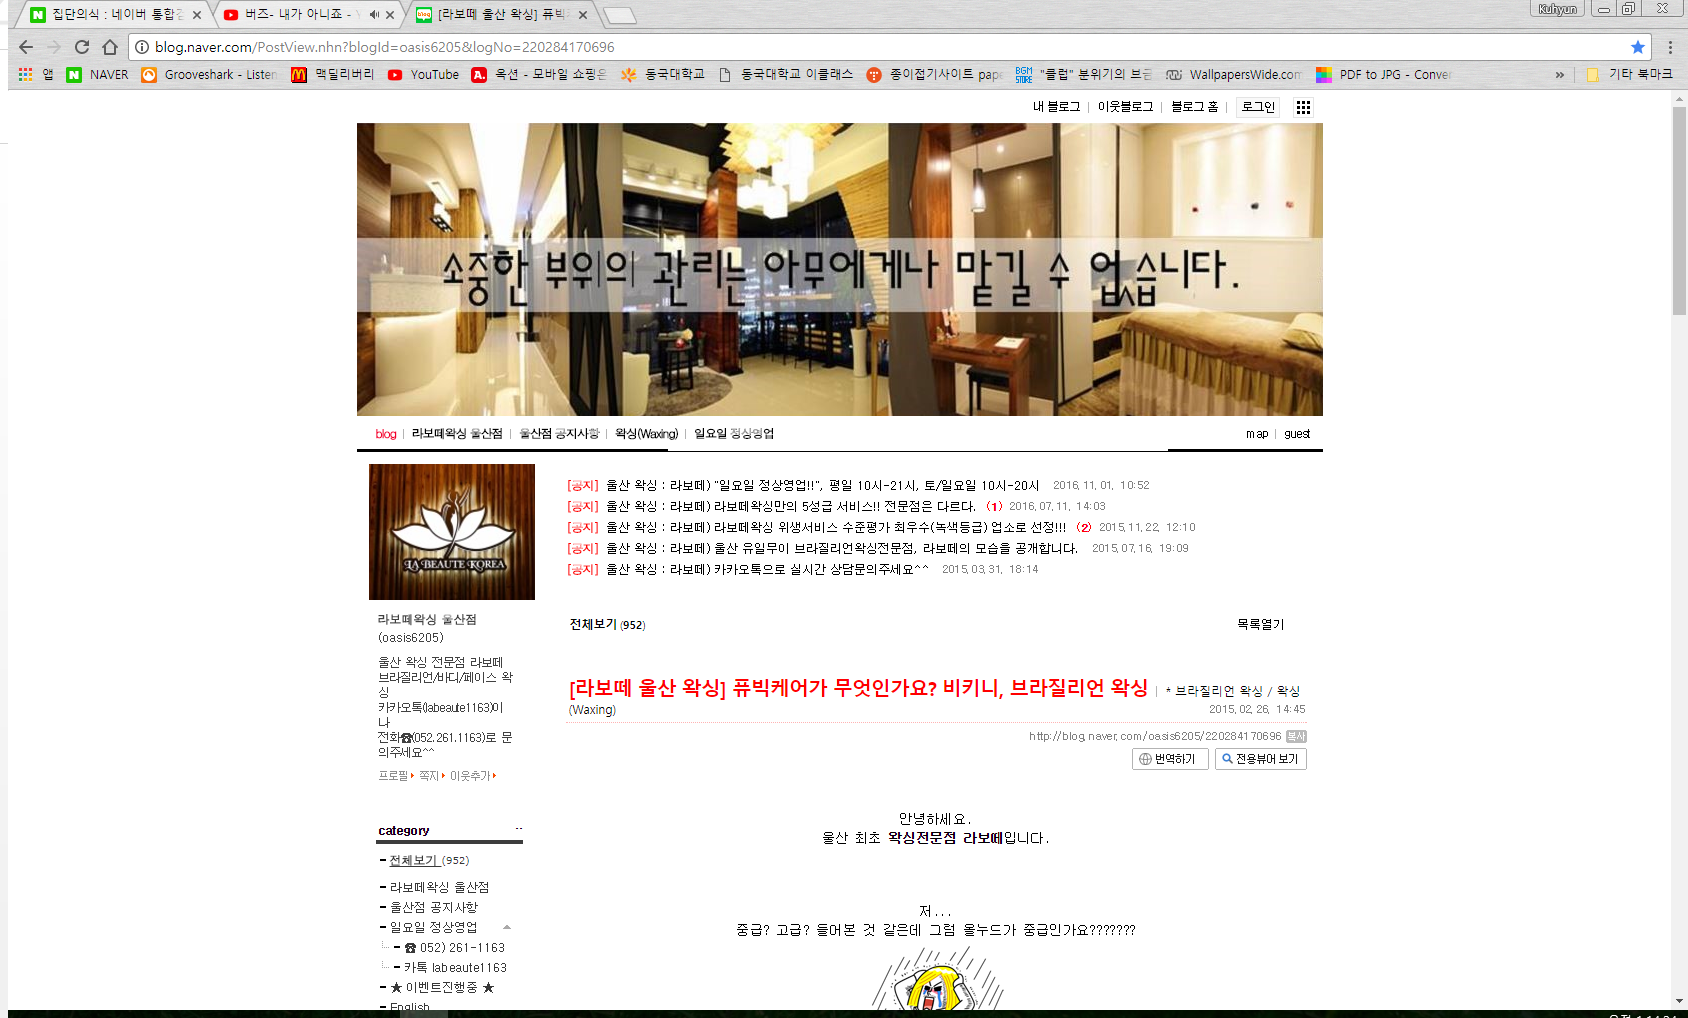 집단의식 : 네이버 통합검
버즈- 내가 아니죠 -
[라보떼 울산 왁싱] 퓨빅
Kuhyun
blog.naver.com/PostView.nhn?blogId=oasis6205&logNo=220284170696
앱 NAVER Grooveshark - Listen 맥딜리버리 YouTube 옥션 - 모바일 쇼핑은 동국대학교 동국대학교 이클래스 종이접기사이트 pape "클럽" 분위기의 브금 WallpapersWide.com PDF to JPG - Conver » 기타 북마크
내 블로그 | 이웃블로그 | 블로그 홈 | 로그인
소중한 부위의 관리는 아무에게나 맡길 수 없습니다.
blog | 라보떼왁싱 울산점 | 울산점 공지사항 | 왁싱(Waxing) | 일요일 정상영업
map | guest
LA BEAUTE KOREA
라보떼왁싱 울산점
(oasis6205)
울산 왁싱 전문점 라보떼
브라질리언/바디/페이스 왁
싱
카카오톡(labeaute1163)이
나
전화☎(052.261.1163)로 문
의주세요^^
프로필 쪽지 이웃추가
category
전체보기 (952)
라보떼왁싱 울산점
울산점 공지사항
일요일 정상영업
☎ 052) 261-1163
카톡 labeaute1163
★ 이벤트진행중 ★
English
[공지] 울산 왁싱 : 라보떼) "일요일 정상영업!!", 평일 10시-21시, 토/일요일 10시-20시 2016.11.01. 10:52
[공지] 울산 왁싱 : 라보떼) 라보떼왁싱만의 5성급 서비스!! 전문점은 다르다. (1) 2016.07.11. 14:03
[공지] 울산 왁싱 : 라보떼) 라보떼왁싱 위생서비스 수준평가 최우수(녹색등급) 업소로 선정!!! (2) 2015.11.22. 12:10
[공지] 울산 왁싱 : 라보떼) 울산 유일무이 브라질리언왁싱전문점, 라보떼의 모습을 공개합니다. 2015.07.16. 19:09
[공지] 울산 왁싱 : 라보떼) 카카오톡으로 실시간 상담문의주세요^^ 2015.03.31. 18:14
전체보기 (952)
목록열기
[라보떼 울산 왁싱] 퓨빅케어가 무엇인가요? 비키니, 브라질리언 왁싱 | * 브라질리언 왁싱 / 왁싱
(Waxing)
2015.02.26. 14:45
http://blog.naver.com/oasis6205/220284170696 복사
번역하기 전용뷰어 보기
안녕하세요.
울산 최초 왁싱전문점 라보떼입니다.
저...
중급? 고급? 들어본 것 같은데 그럼 올누드가 중급인가요???????